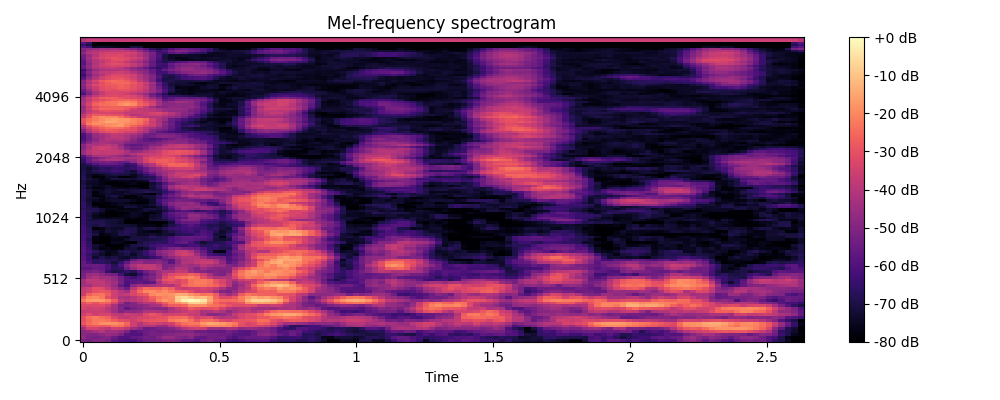 Mel-frequency spectrogram
Hz
4096
2048
1024
512
0
0
0.5
1
1.5
2
2.5
Time
+0 dB
-10 dB
-20 dB
-30 dB
-40 dB
-50 dB
-60 dB
-70 dB
-80 dB